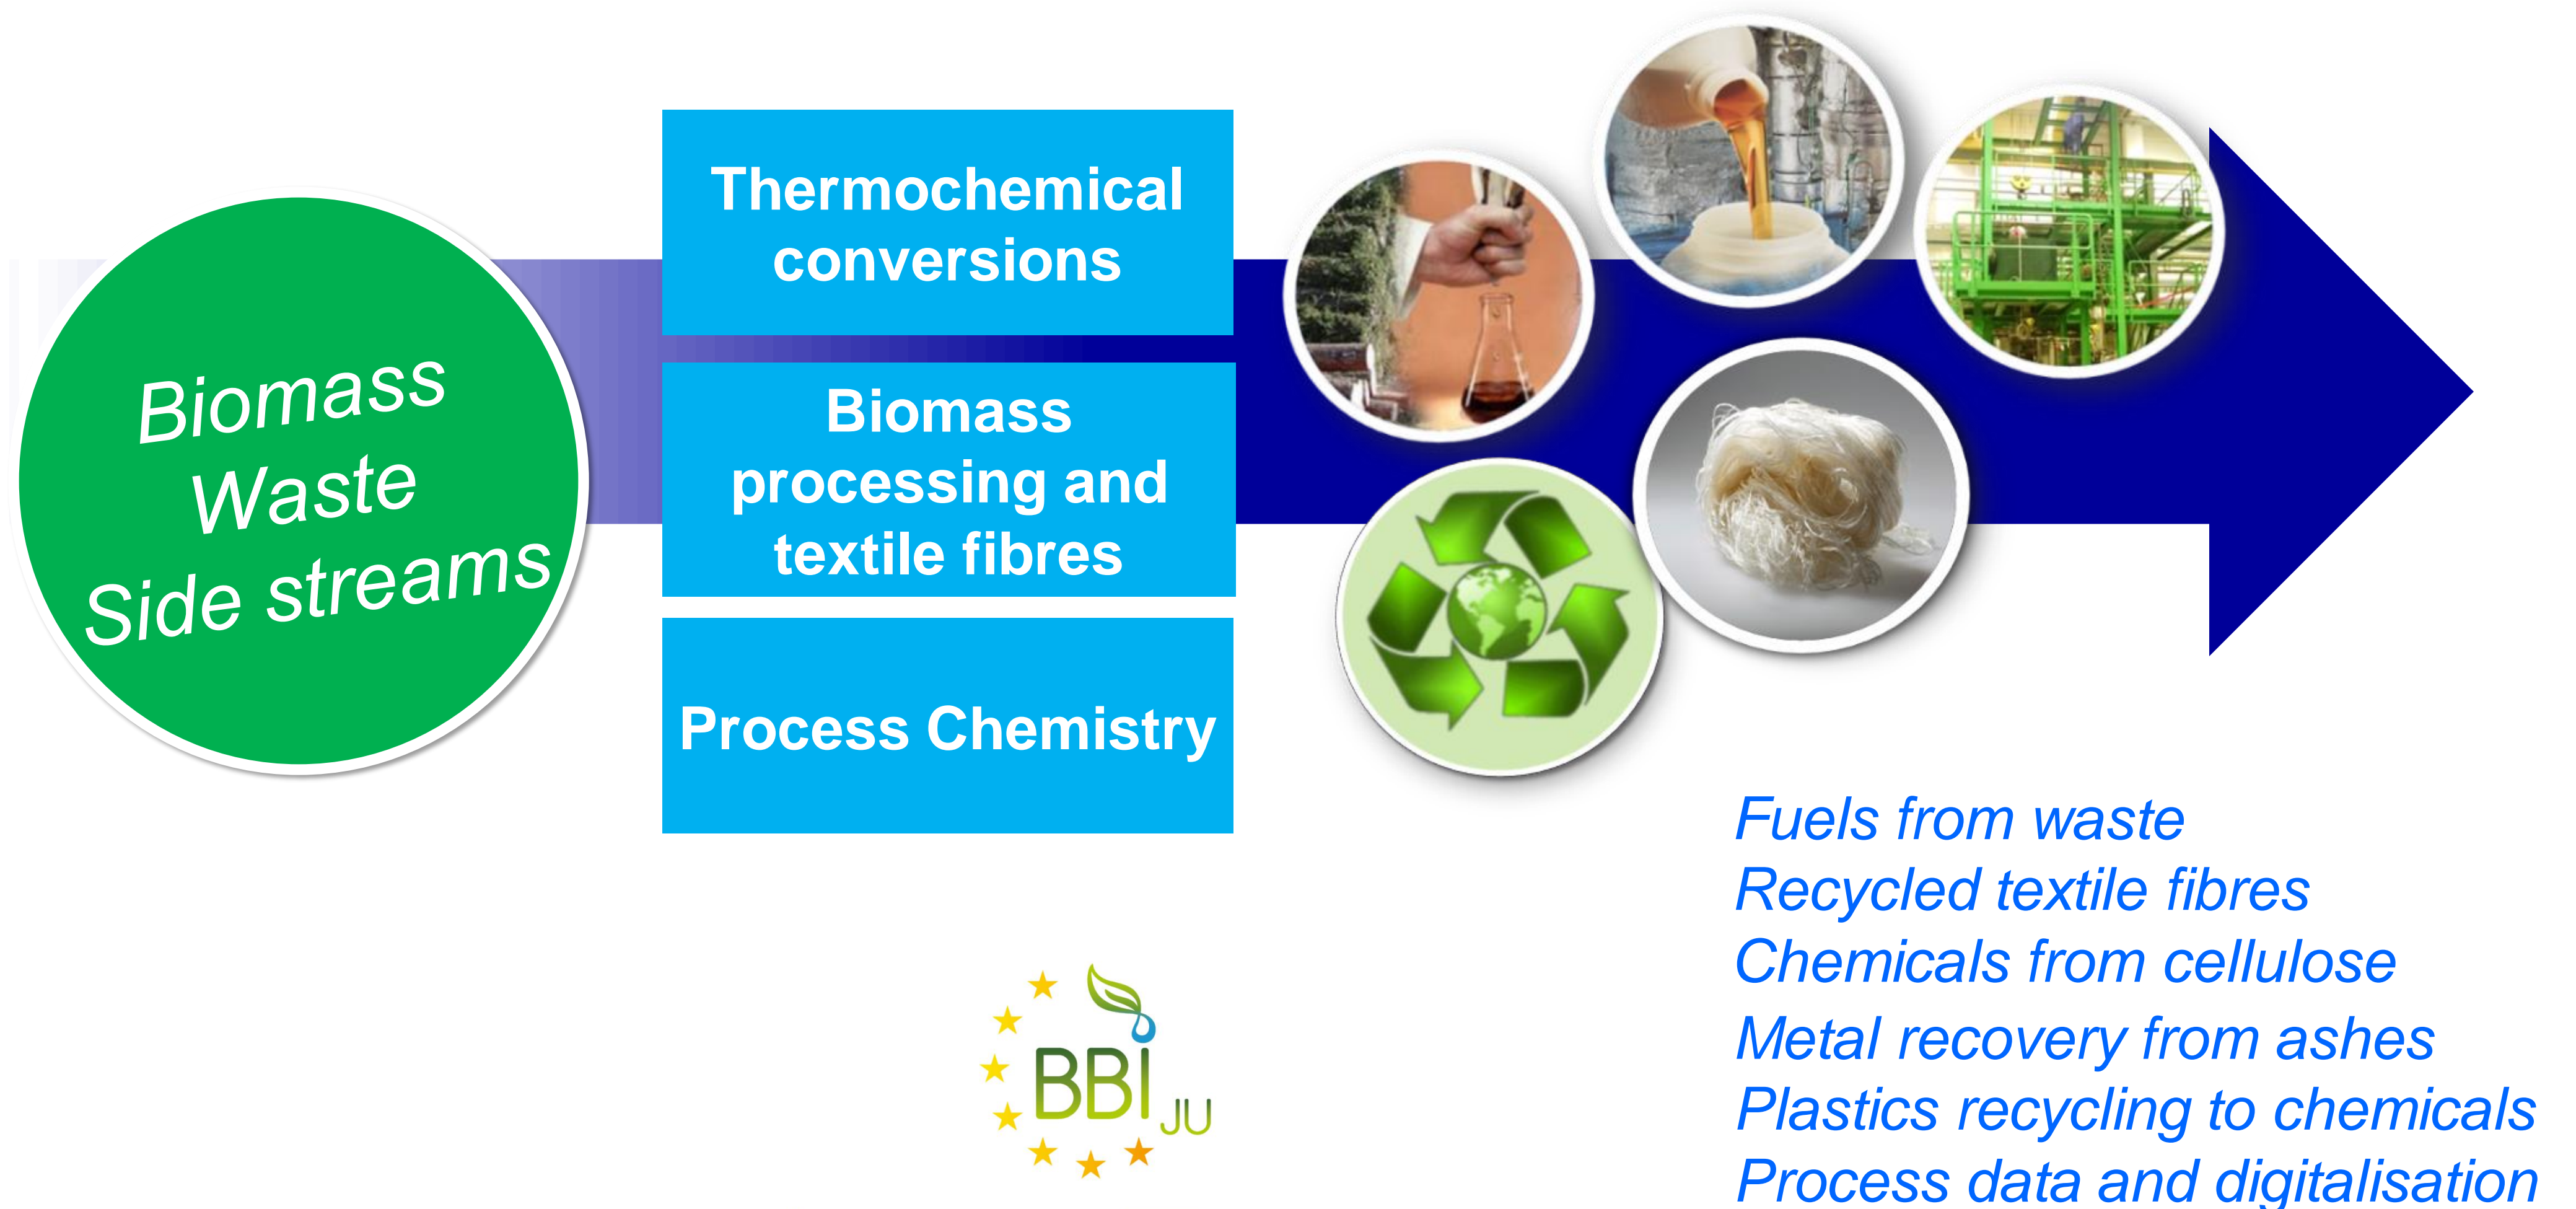 Biomass
Waste
Side streams
Thermochemical
conversions
Biomass
processing and
textile fibres
Process Chemistry
BBI JU
Fuels from waste
Recycled textile fibres
Chemicals from cellulose
Metal recovery from ashes
Plastics recycling to chemicals
Process data and digitalisation